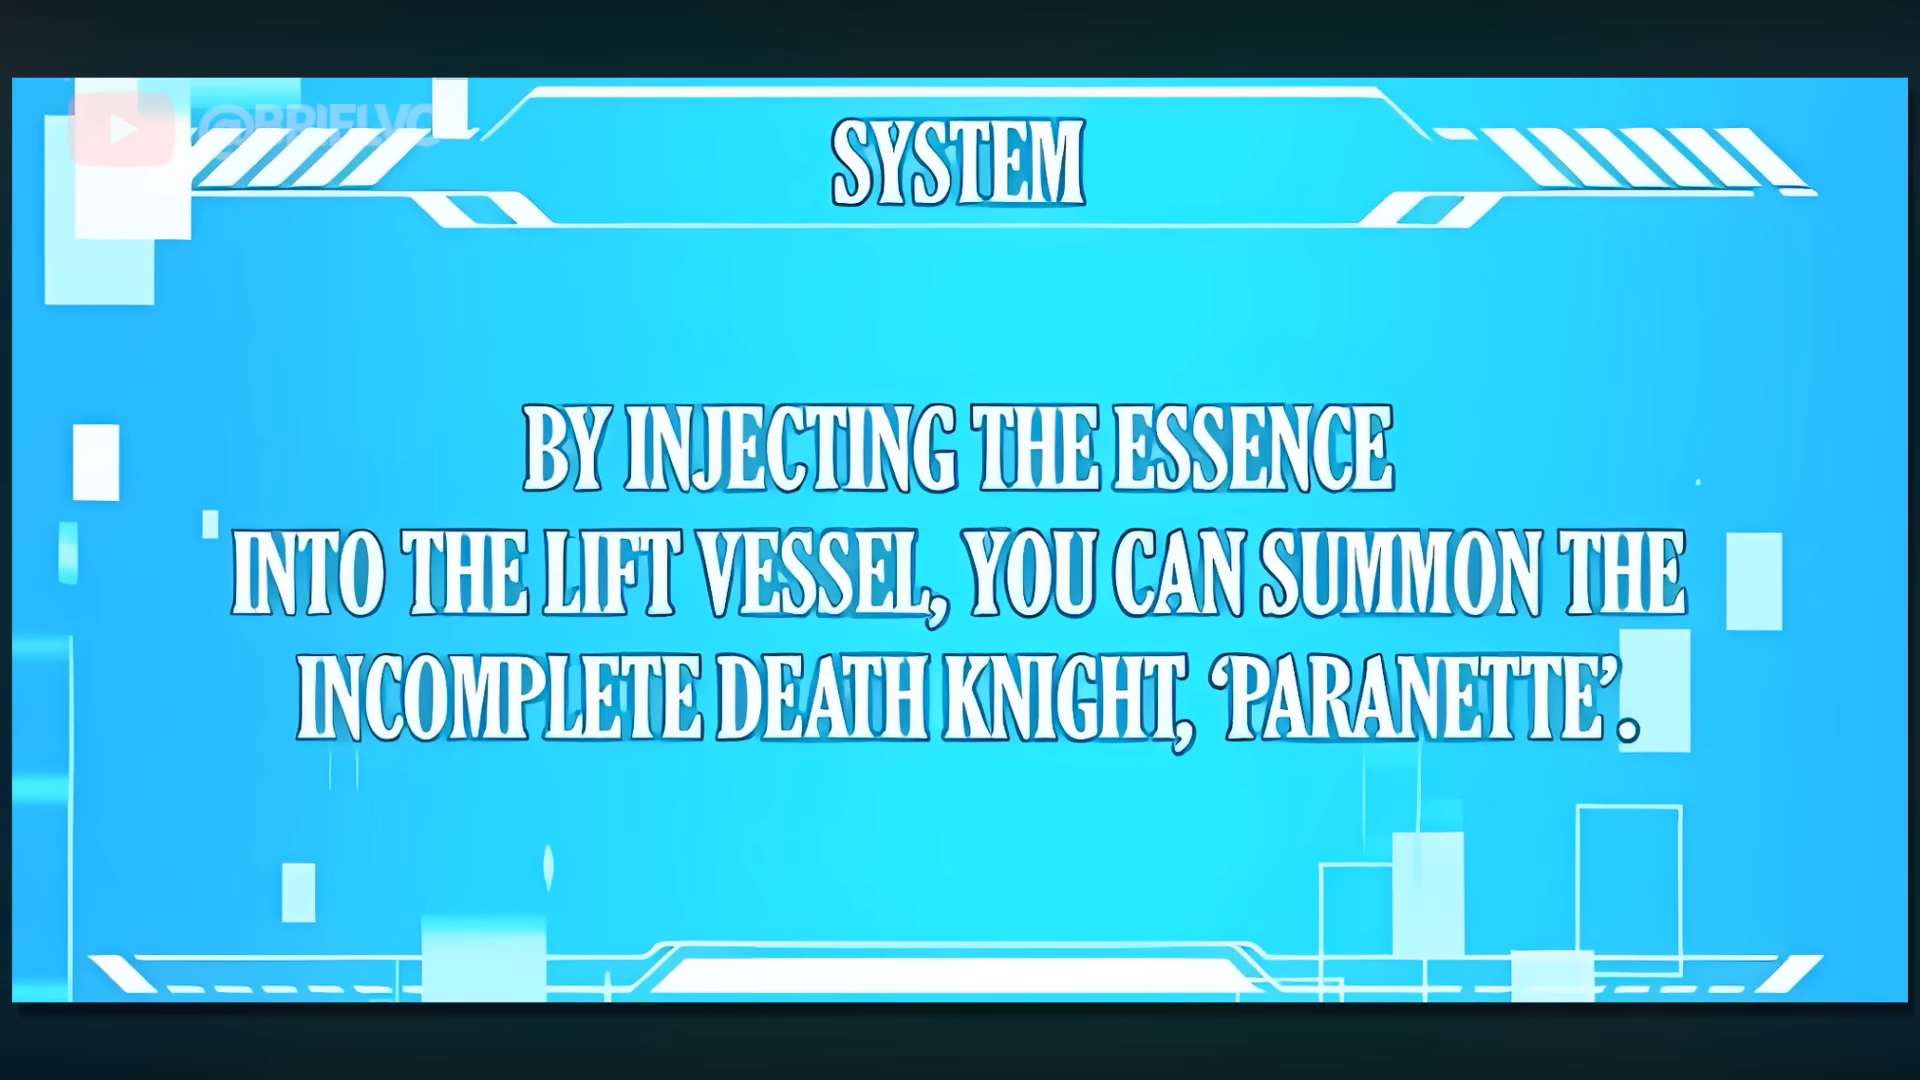 SYSTEM
BY INJECTING THE ESSENCE
INTO THE LIFT VESSEL, YOU CAN SUMMON THE
INCOMPLETE DEATH KNIGHT, ‘PARANETTE’.